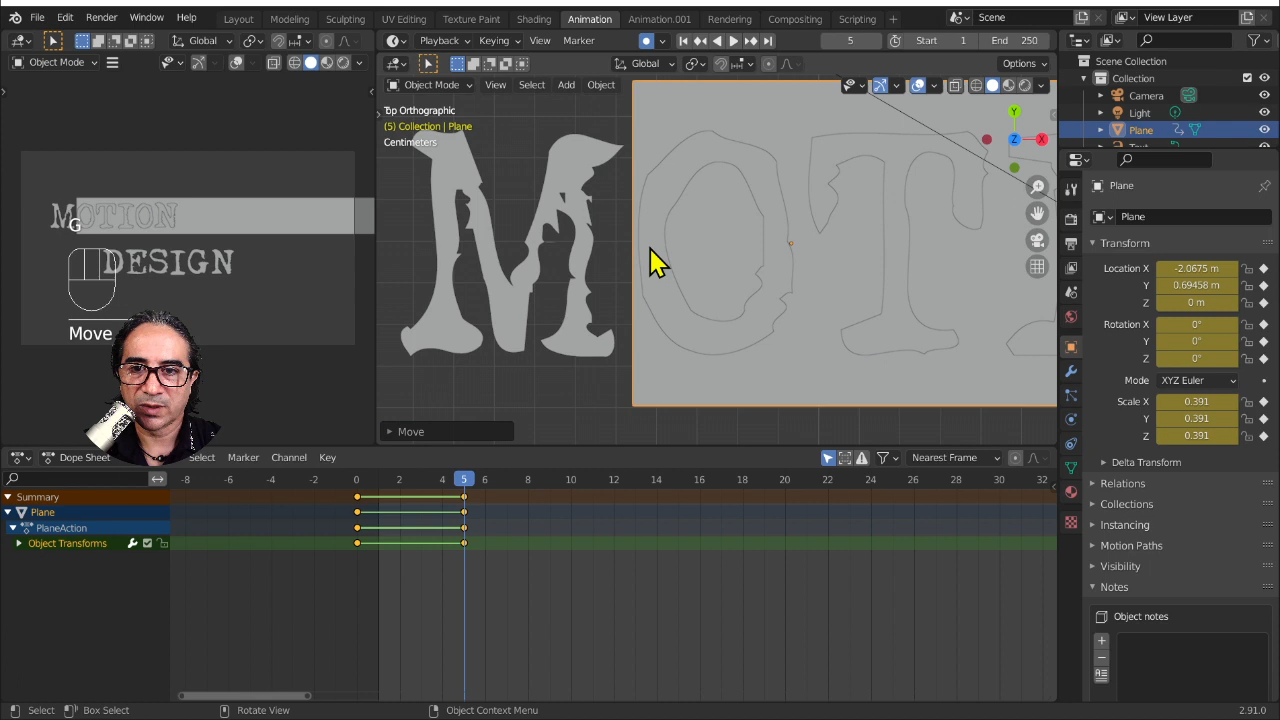 File Edit Render Window Help Layout Modeling Sculpting UV Editing Texture Paint Shading Animation Animation.001 Rendering Compositing Scripting + Scene View Layer
Global
Playback Keying View Marker 5 Start 1 End 250
Object Mode
Global Options
Object Mode View Select Add Object
Top Orthographic
(5) Collection | Plane
Centimeters
Scene Collection
Collection
Camera
Light
Plane
Text
Plane
Plane
Transform
Location X -2.0675 m
Y 0.69458 m
Z 0 m
Rotation X 0°
Y 0°
Z 0°
Mode XYZ Euler
Scale X 0.391
Y 0.391
Z 0.391
Delta Transform
Relations
Collections
Instancing
Motion Paths
Visibility
Notes
Object notes
MOTION
G
DESIGN
Move
M O T
X
Y
Z
Move
Dope Sheet Select Marker Key Nearest Frame
-8 -6 -4 -2 0 2 4 5 6 8 10 12 14 16 18 20 22 24 26 28 30 32
Summary
Plane
PlaneAction
Object Transforms
Select Box Select Rotate View Object Context Menu 2.91.0